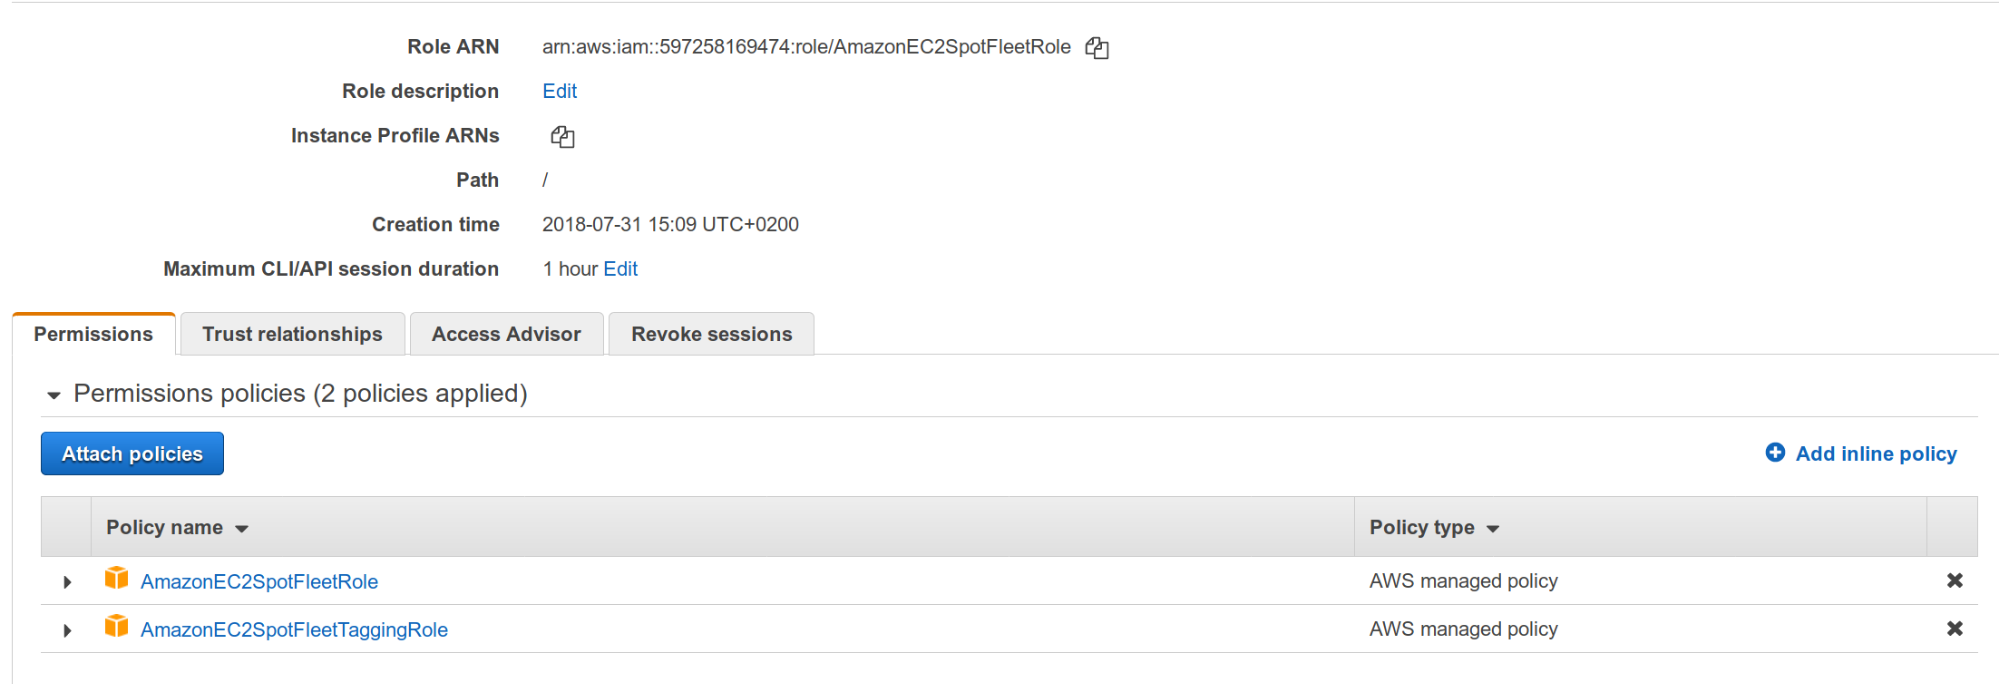 Role ARN arn:aws:iam::597258169474:role/AmazonEC2SpotFleetRole
Role description Edit
Instance Profile ARNs
Path /
Creation time 2018-07-31 15:09 UTC+0200
Maximum CLI/API session duration 1 hour Edit
Permissions Trust relationships Access Advisor Revoke sessions
Permissions policies (2 policies applied)
Attach policies Add inline policy
Policy name Policy type
AmazonEC2SpotFleetRole AWS managed policy
AmazonEC2SpotFleetTaggingRole AWS managed policy